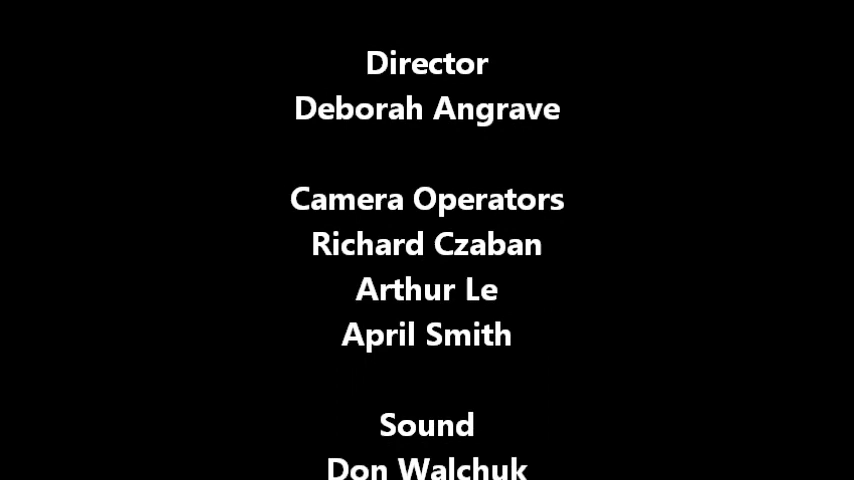 Director
Deborah Angrave
Camera Operators
Richard Czaban
Arthur Le
April Smith
Sound
Don Walchuk